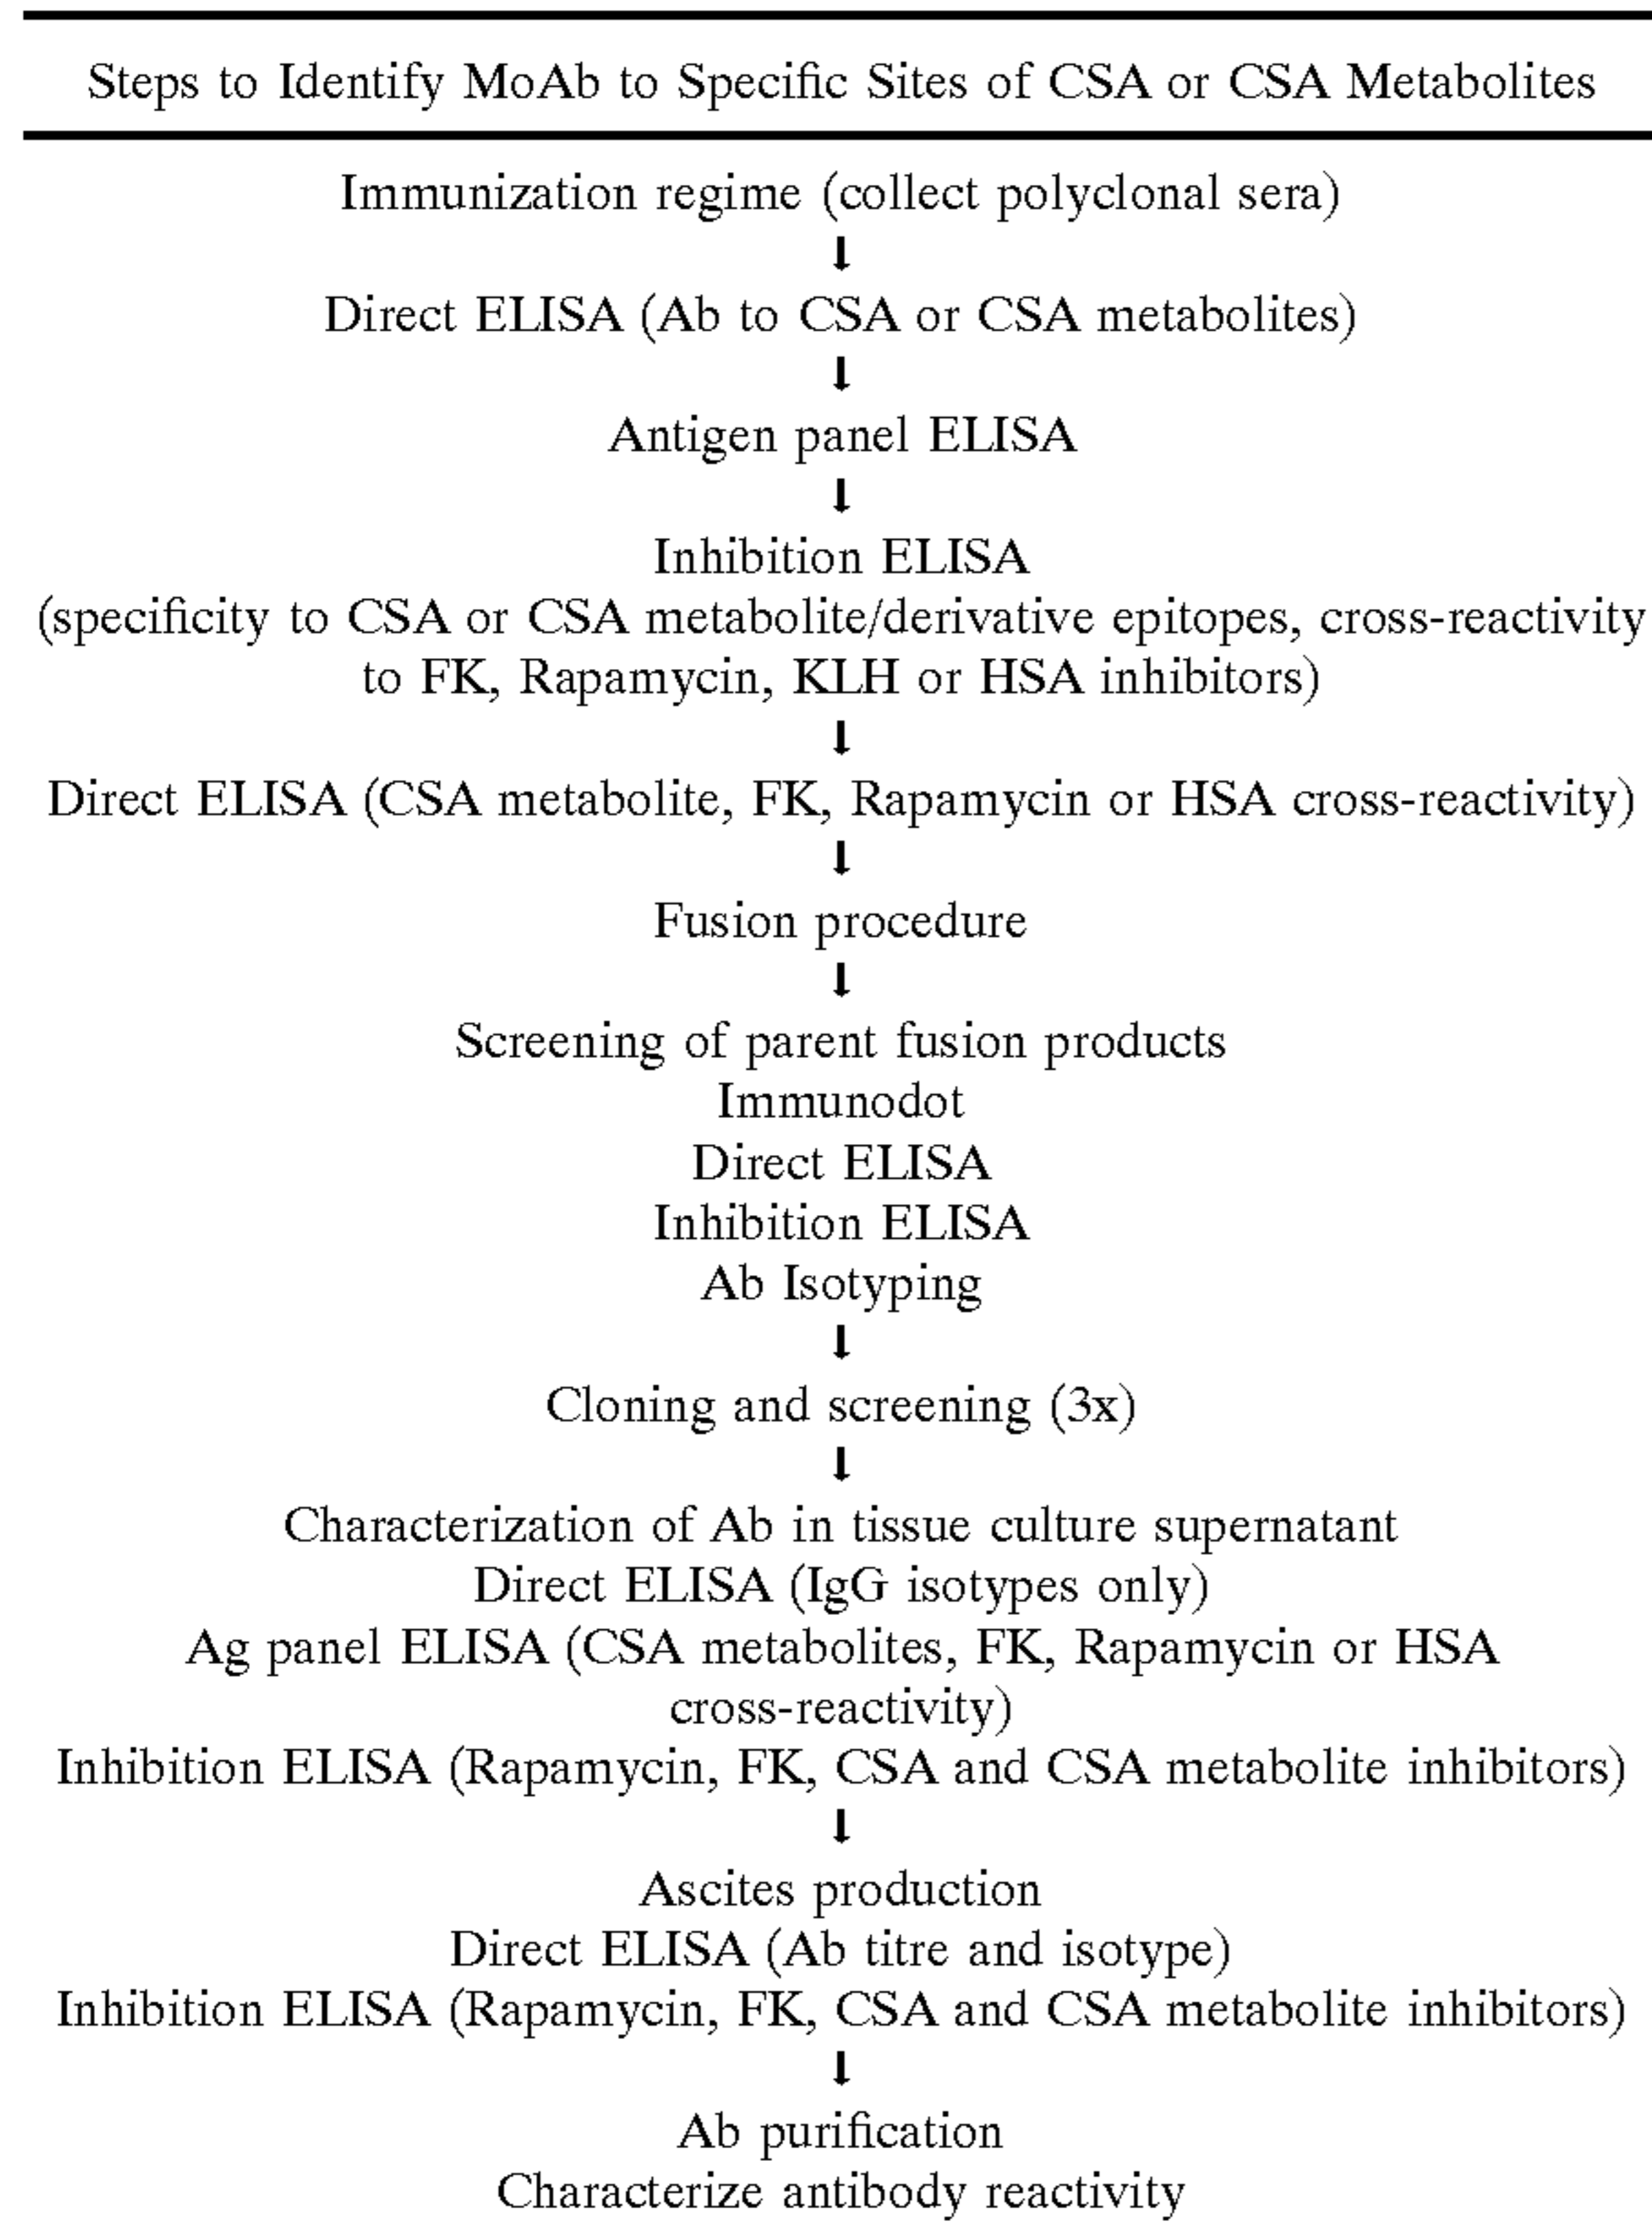 Steps to Identify MoAb to Specific Sites of CSA or CSA Metabolites
Immunization regime (collect polyclonal sera)
Direct ELISA (Ab to CSA or CSA metabolites)
Antigen panel ELISA
Inhibition ELISA
(specificity to CSA or CSA metabolite/derivative epitopes, cross-reactivity
to FK, Rapamycin, KLH or HSA inhibitors)
Direct ELISA (CSA metabolite, FK, Rapamycin or HSA cross-reactivity)
Fusion procedure
Screening of parent fusion products
Immunodot
Direct ELISA
Inhibition ELISA
Ab Isotyping
Cloning and screening (3x)
Characterization of Ab in tissue culture supernatant
Direct ELISA (IgG isotypes only)
Ag panel ELISA (CSA metabolites, FK, Rapamycin or HSA
cross-reactivity)
Inhibition ELISA (Rapamycin, FK, CSA and CSA metabolite inhibitors)
Ascites production
Direct ELISA (Ab titre and isotype)
Inhibition ELISA (Rapamycin, FK, CSA and CSA metabolite inhibitors)
Ab purification
Characterize antibody reactivity